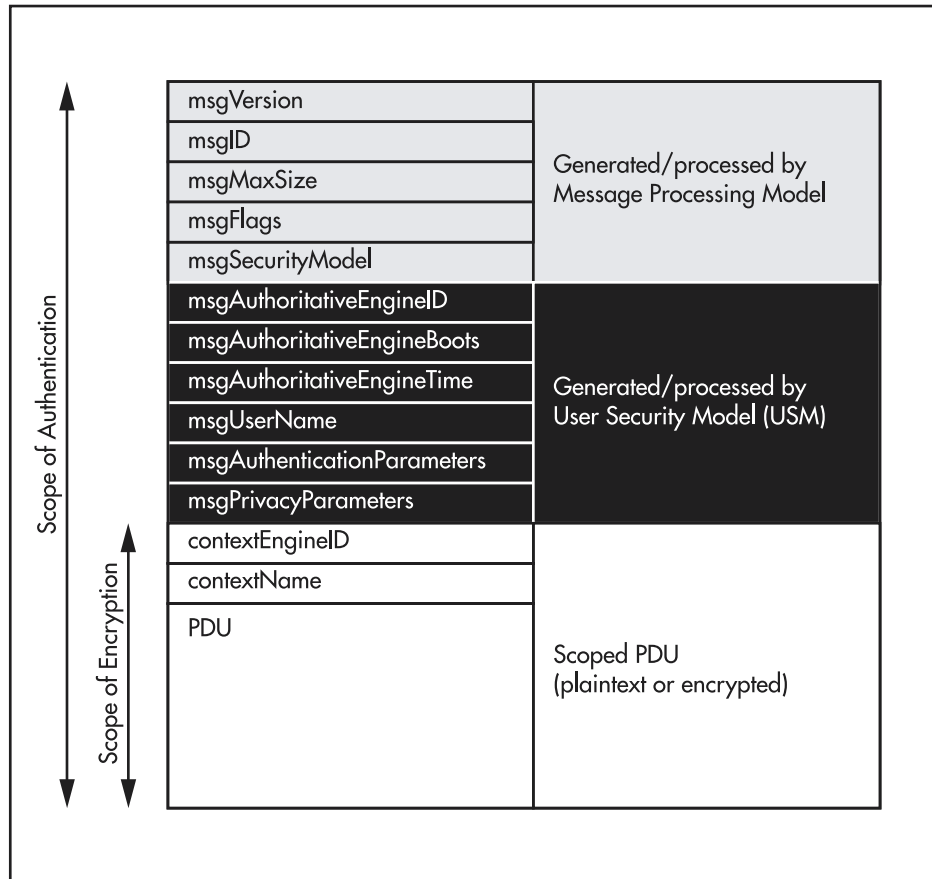 msgVersion
msgID
msgMaxSize
msgFlags
msgSecurityModel
Generated/processed by
Message Processing Model
msgAuthoritativeEngineID
msgAuthoritativeEngineBoots
msgAuthoritativeEngineTime
msgUserName
msgAuthenticationParameters
msgPrivacyParameters
Generated/processed by
User Security Model (USM)
contextEngineID
contextName
PDU
Scoped PDU
(plaintext or encrypted)
Scope of Authentication
Scope of Encryption